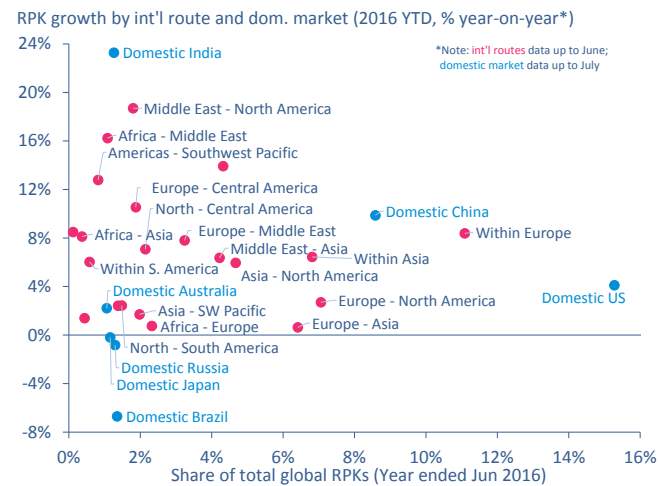 RPK growth by int'l route and dom. market (2016 YTD, % year-on-year*)
24%
Domestic India
*Note: int'l routes data up to June;
domestic market data up to July
20%
Middle East - North America
16%
Africa - Middle East
Americas - Southwest Pacific
12%
Europe - Central America
North - Central America
Domestic China
8%
Africa - Asia
Europe - Middle East
Within Europe
Middle East - Asia
Within Asia
Within S. America
Asia - North America
4%
Domestic Australia
Domestic US
Europe - North America
Asia - SW Pacific
Africa - Europe
Europe - Asia
0%
North - South America
Domestic Russia
-4%
Domestic Japan
Domestic Brazil
-8%
0%
2%
4%
6%
8%
10%
12%
14%
16%
Share of total global RPKs (Year ended Jun 2016)